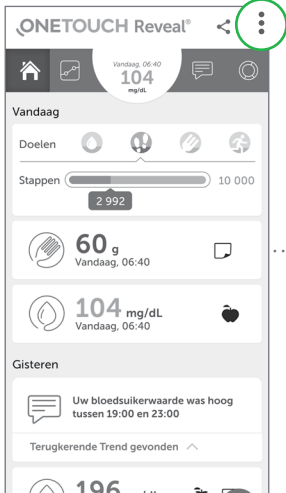 ONETOUCH Reveal®
Vandaag, 06:40
104
mg/dL
Vandaag
Doelen
Stappen 10 000
2 992
60 g
Vandaag, 06:40
104 mg/dL
Vandaag, 06:40
Gisteren
Uw bloedsuikerwaarde was hoog
tussen 19:00 en 23:00
Terugkerende Trend gevonden
196